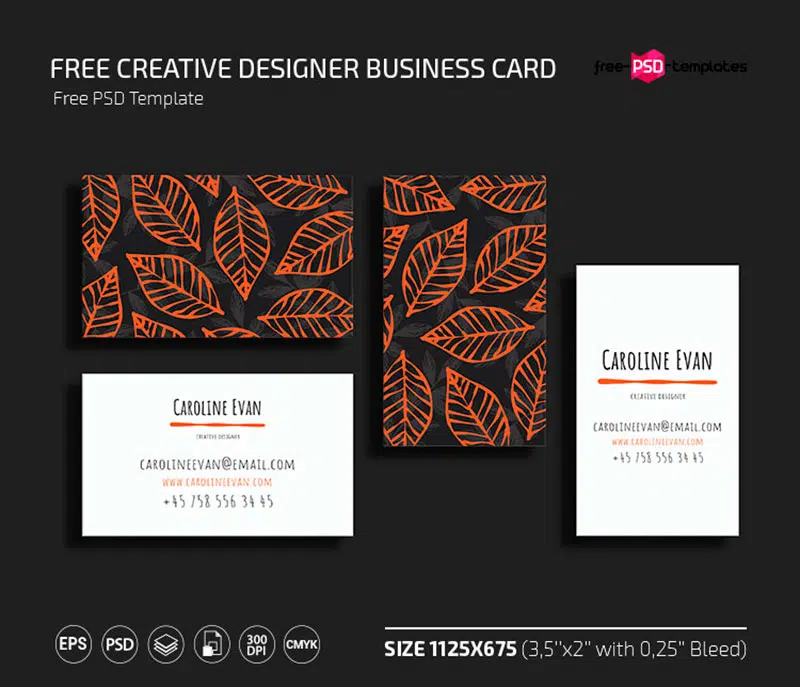 FREE CREATIVE DESIGNER BUSINESS CARD
Free PSD Template
free-PSD-templates
CAROLINE EVAN
CREATIVE DESIGNER
CAROLINEEVAN@EMAIL.COM
WWW.CAROLINEEVAN.COM
+45 758 556 34 45
CAROLINE EVAN
CREATIVE DESIGNER
CAROLINEEVAN@EMAIL.COM
WWW.CAROLINEEVAN.COM
+45 758 556 34 45
EPS
PSD
300
DPI
CMYK
SIZE 1125X675 (3,5''x2'' with 0,25'' Bleed)